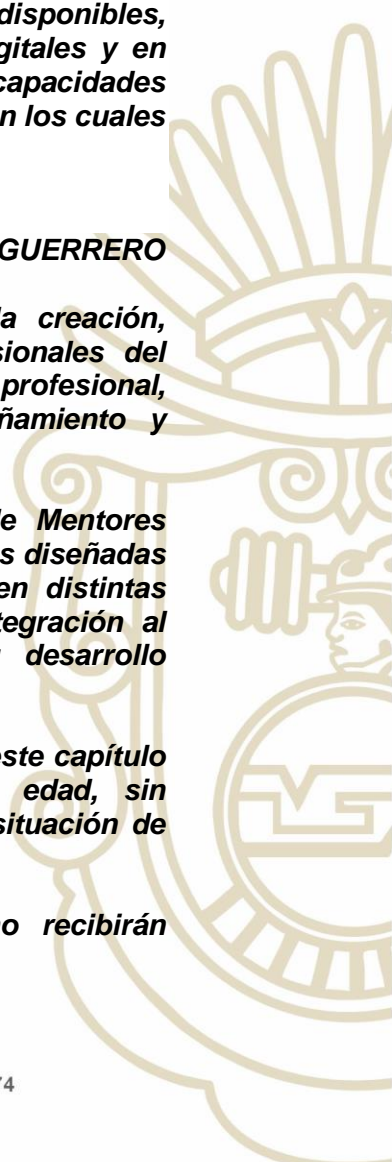 disponibles,
gitales y en
capacidades
n los cuales
GUERRERO
a creación,
sionales del
profesional,
ñamiento y
e Mentores
s diseñadas
en distintas
tegración al
desarrollo
este capítulo
edad, sin
situación de
o recibirán
74